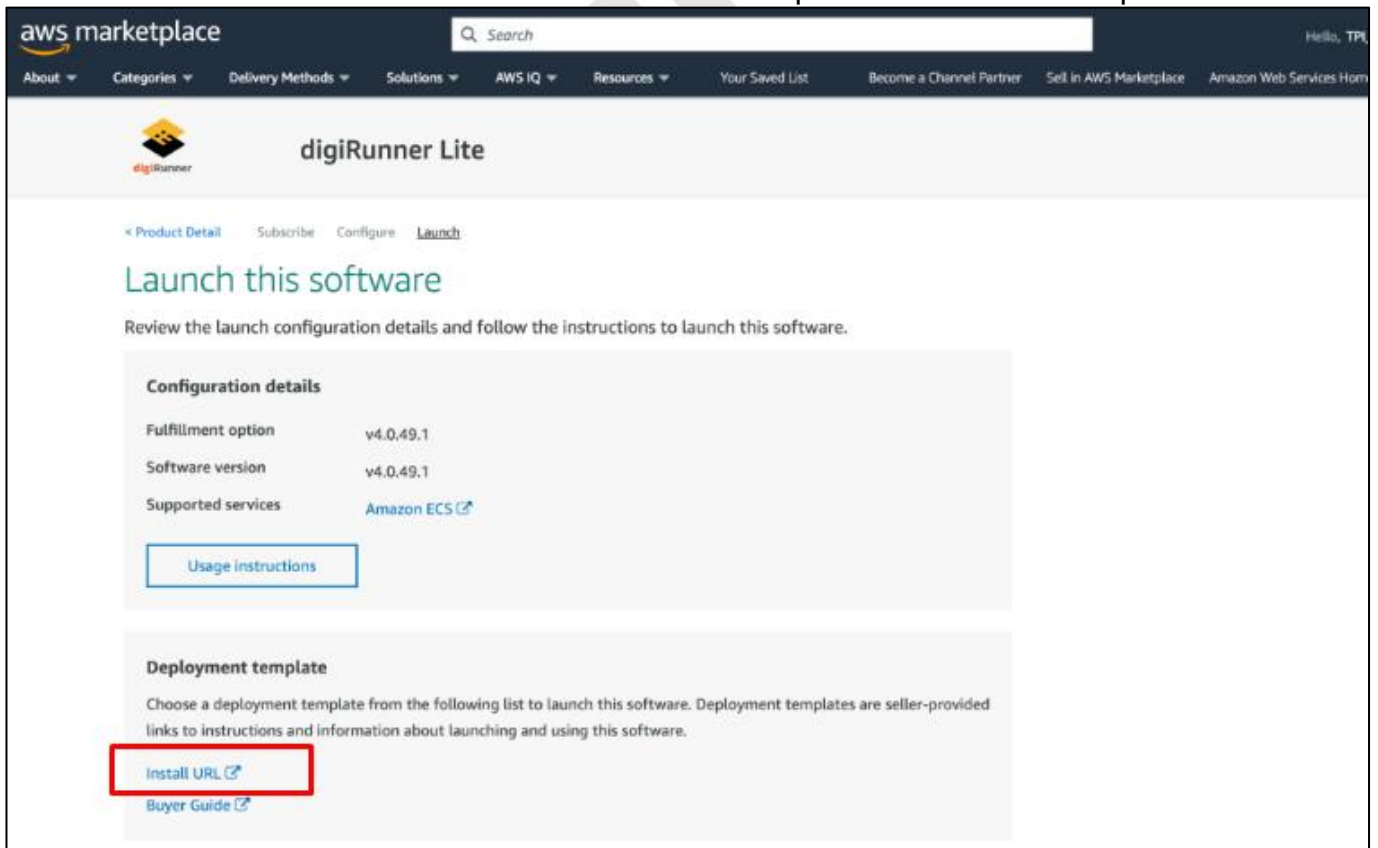 aws marketplace
Search
Hello, TPI,
About Categories Delivery Methods Solutions AWS IQ Resources Your Saved List Become a Channel Partner Sell in AWS Marketplace Amazon Web Services Hom
digiRunner
digiRunner Lite
< Product Detail Subscribe Configure Launch
Launch this software
Review the launch configuration details and follow the instructions to launch this software.
Configuration details
Fulfillment option v4.0.49.1
Software version v4.0.49.1
Supported services Amazon ECS
Usage instructions
Deployment template
Choose a deployment template from the following list to launch this software. Deployment templates are seller-provided
links to instructions and information about launching and using this software.
Install URL
Buyer Guide